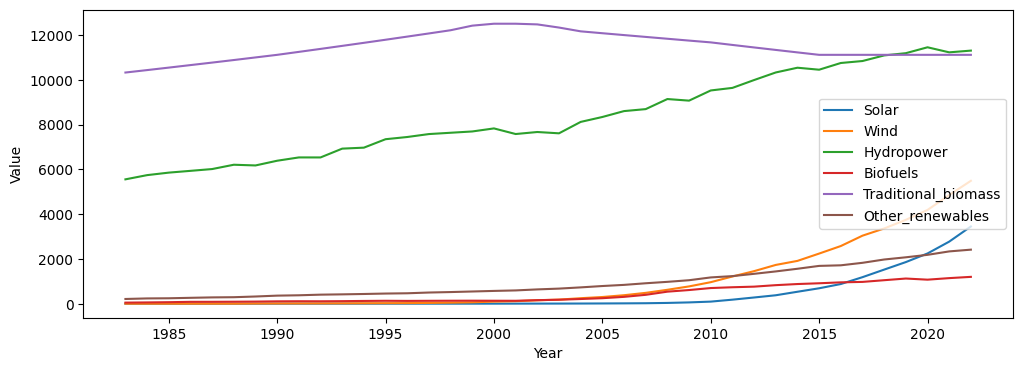 12000
10000
8000
6000
4000
2000
0
Value
1985
1990
1995
2000
2005
2010
2015
2020
Year
Solar
Wind
Hydropower
Biofuels
Traditional_biomass
Other_renewables